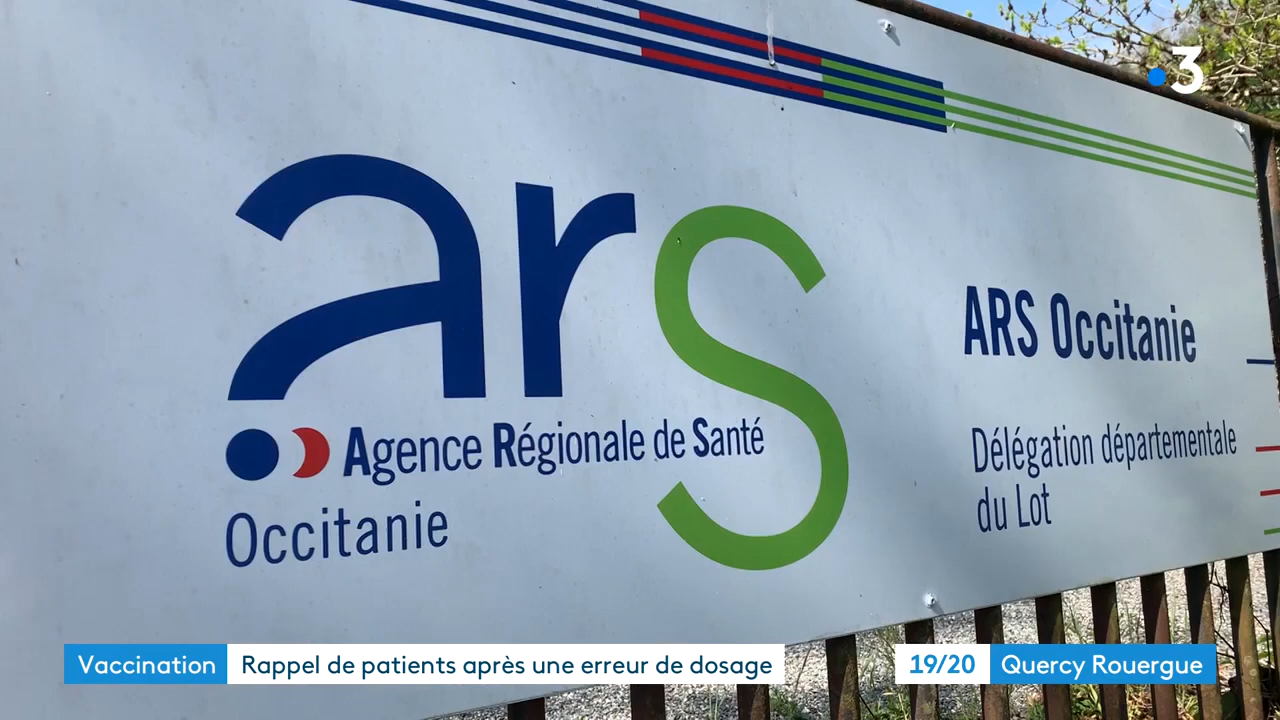 3
ars
Agence Régionale de Santé
Occitanie
ARS Occitanie
Délégation départementale
du Lot
Vaccination Rappel de patients après une erreur de dosage
19/20 Quercy Rouergue